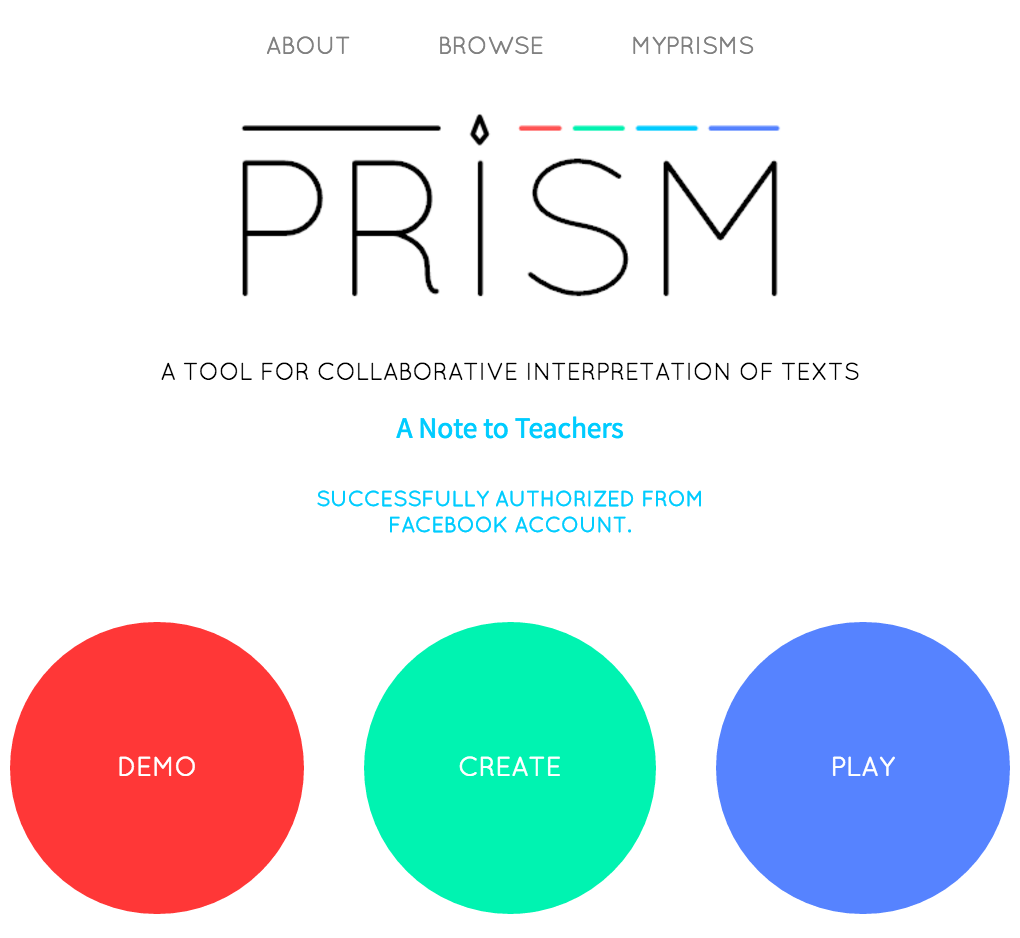 ABOUT BROWSE MYPRISMS
PRISM
A TOOL FOR COLLABORATIVE INTERPRETATION OF TEXTS
A Note to Teachers
SUCCESSFULLY AUTHORIZED FROM
FACEBOOK ACCOUNT.
DEMO CREATE PLAY